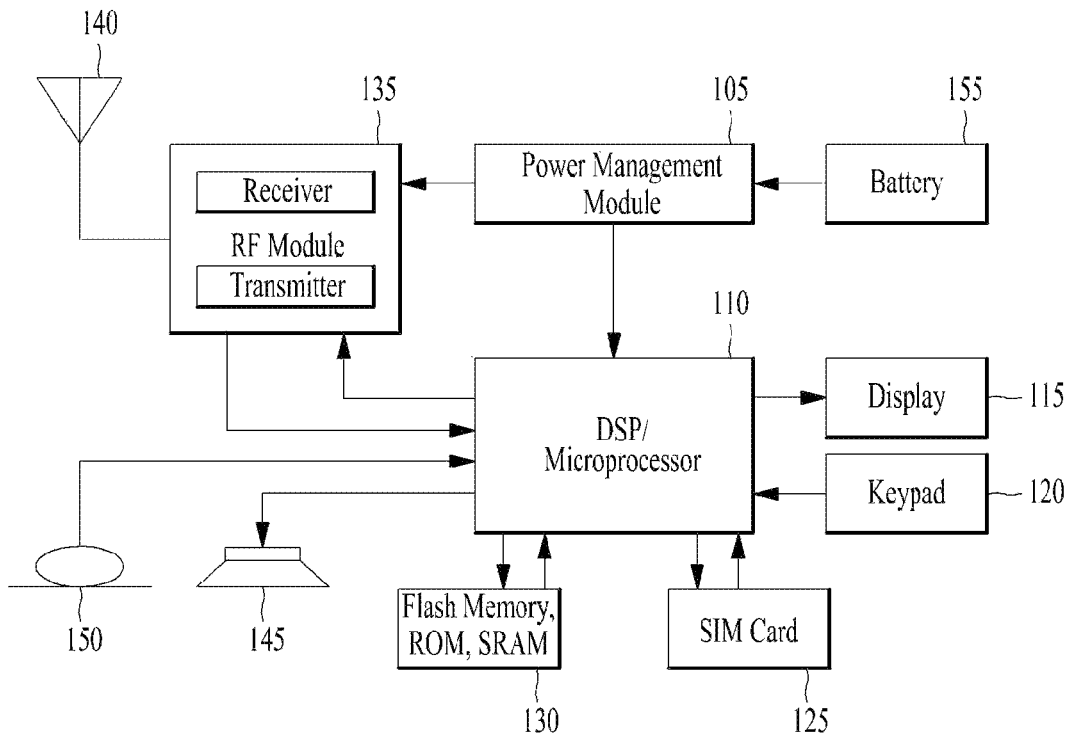 140
135
105
155
Receiver
RF Module
Transmitter
Power Management
Module
Battery
110
DSP/
Microprocessor
Display
115
Keypad
120
150
145
Flash Memory,
ROM, SRAM
130
SIM Card
125